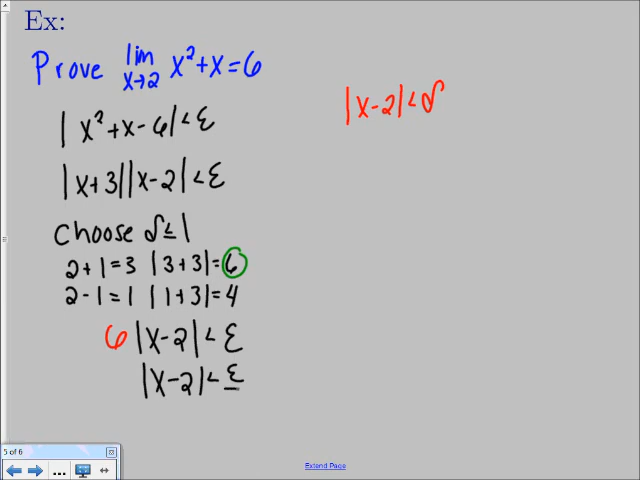 Ex:
Prove lim x→2 x²+x=6
|x-2|<δ
|x²+x-6|<ε
|x+3||x-2|<ε
Choose δ≤1
2+1=3 |3+3|=6
2-1=1 |1+3|=4
6|x-2|<ε
|x-2|<ε
5 of 6
Extend Page